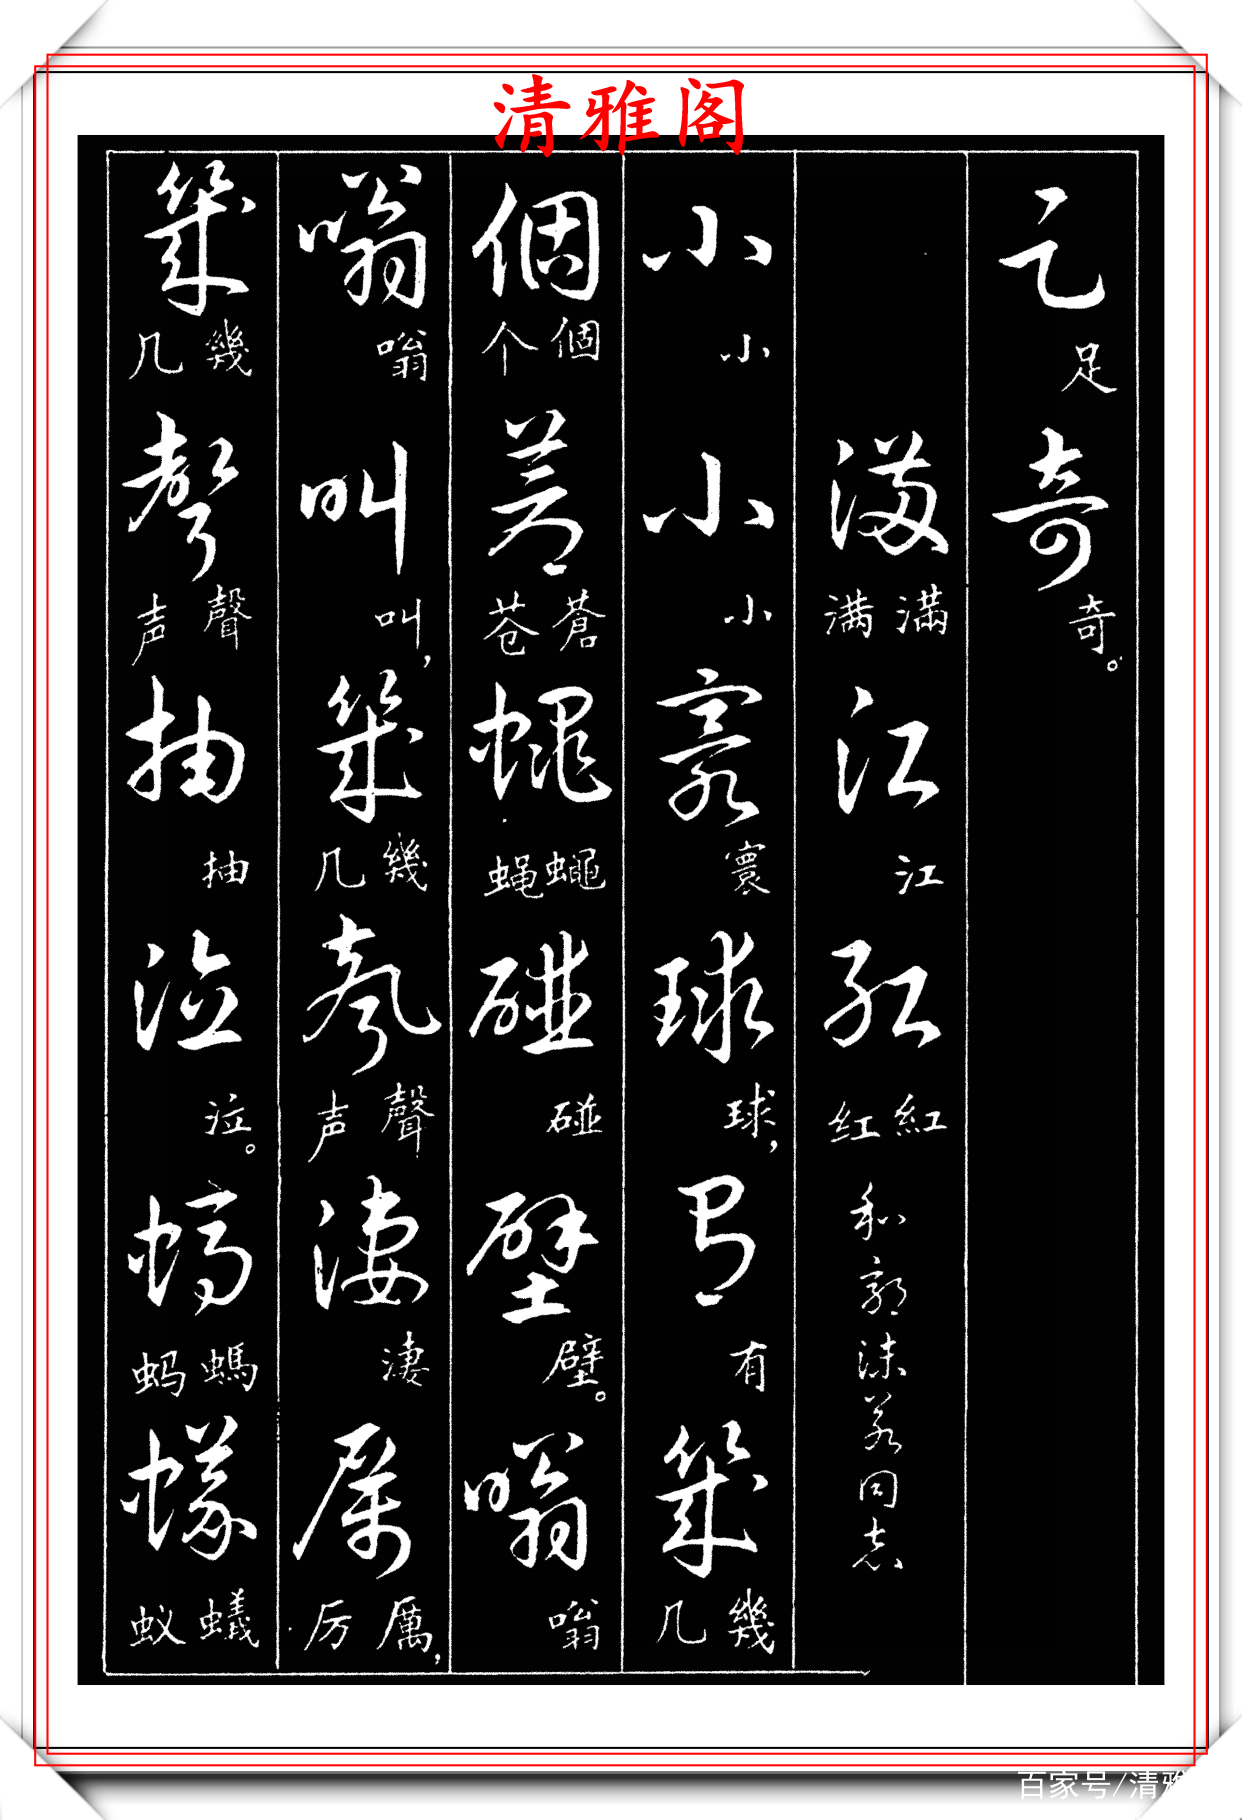 清雅阁
足足奇奇。
滿滿满江江紅紅红和郭沫若同志
小小小小寰寰球球，有有幾幾几
個個个蒼蒼苍蠅蠅蝇碰碰壁壁。嗡嗡
嗡嗡叫叫，幾幾几聲聲声淒淒厲厲厉，
幾幾几聲聲声抽抽泣泣。螞螞蚂蟻蟻蚁
百家号/清雅